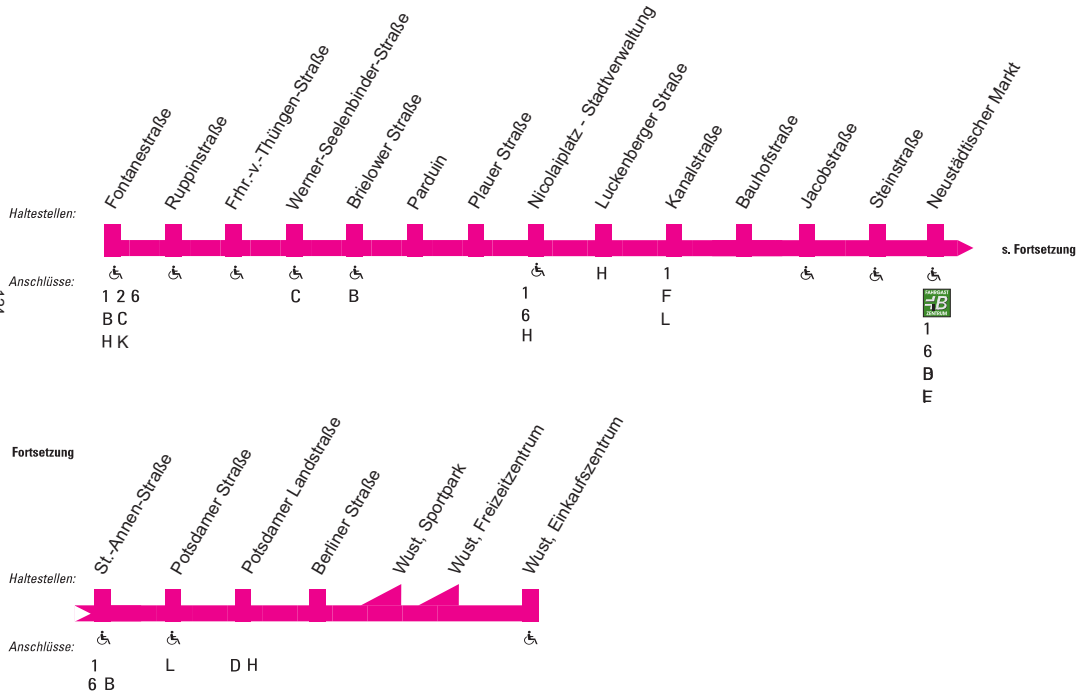 Haltestellen:
Fontanestraße
Ruppinstraße
Frhr.-v.-Thüngen-Straße
Werner-Seelenbinder-Straße
Brielower Straße
Parduin
Plauer Straße
Nicolaiplatz - Stadtverwaltung
Luckenberger Straße
Kanalstraße
Bauhofstraße
Jacobstraße
Steinstraße
Neustädtischer Markt
s. Fortsetzung
Anschlüsse:
1 2 6
B C
H K
C
B
1
6
H
H
1
F
L
FAHRGAST
B
ZENTRUM
1
6
B
E
Fortsetzung
Haltestellen:
St.-Annen-Straße
Potsdamer Straße
Potsdamer Landstraße
Berliner Straße
Wust, Sportpark
Wust, Freizeitzentrum
Wust, Einkaufszentrum
Anschlüsse:
1
6 B
L
D H